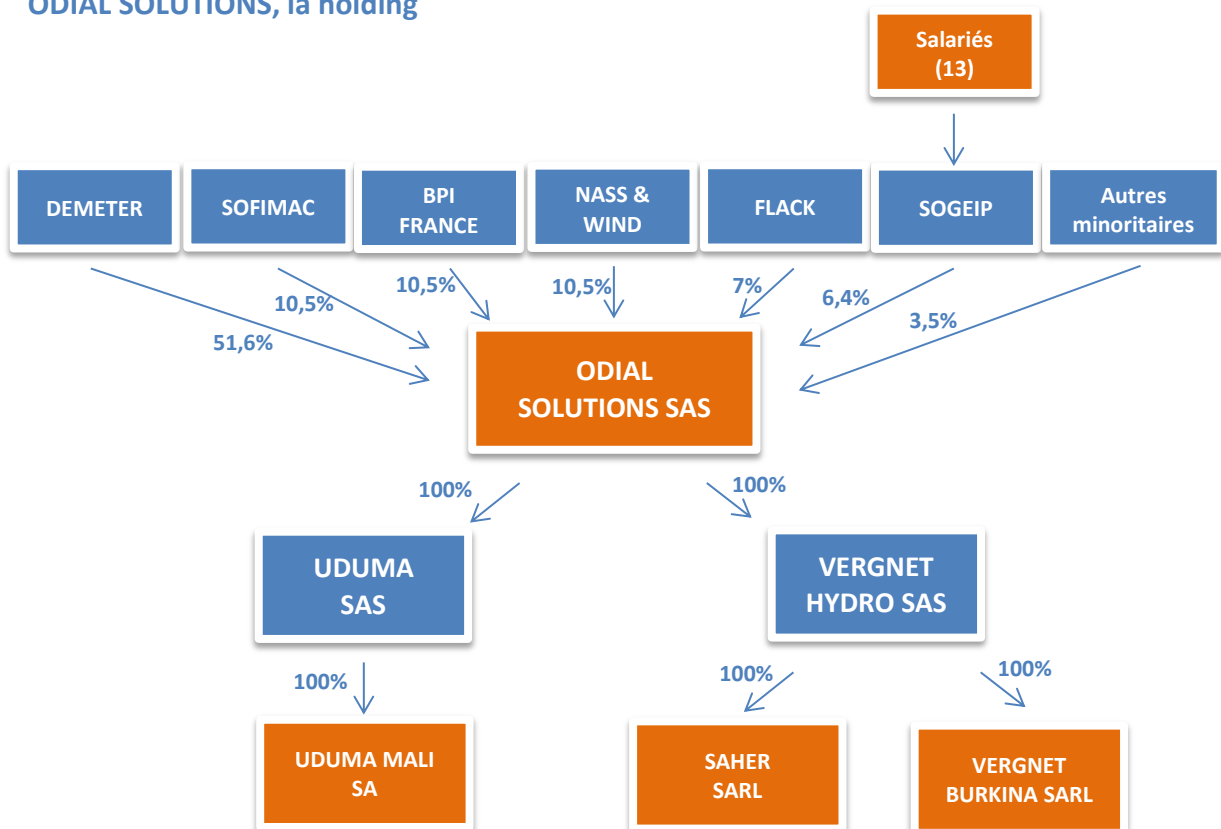 ODIAL SOLUTIONS, la holding
Salariés
(13)
DEMETER
SOFIMAC
BPI
FRANCE
NASS &
WIND
FLACK
SOGEIP
Autres
minoritaires
51,6%
10,5%
10,5%
10,5%
7%
6,4%
3,5%
ODIAL
SOLUTIONS SAS
100%
100%
UDUMA
SAS
VERGNET
HYDRO SAS
100%
100%
100%
UDUMA MALI
SA
SAHER
SARL
VERGNET
BURKINA SARL